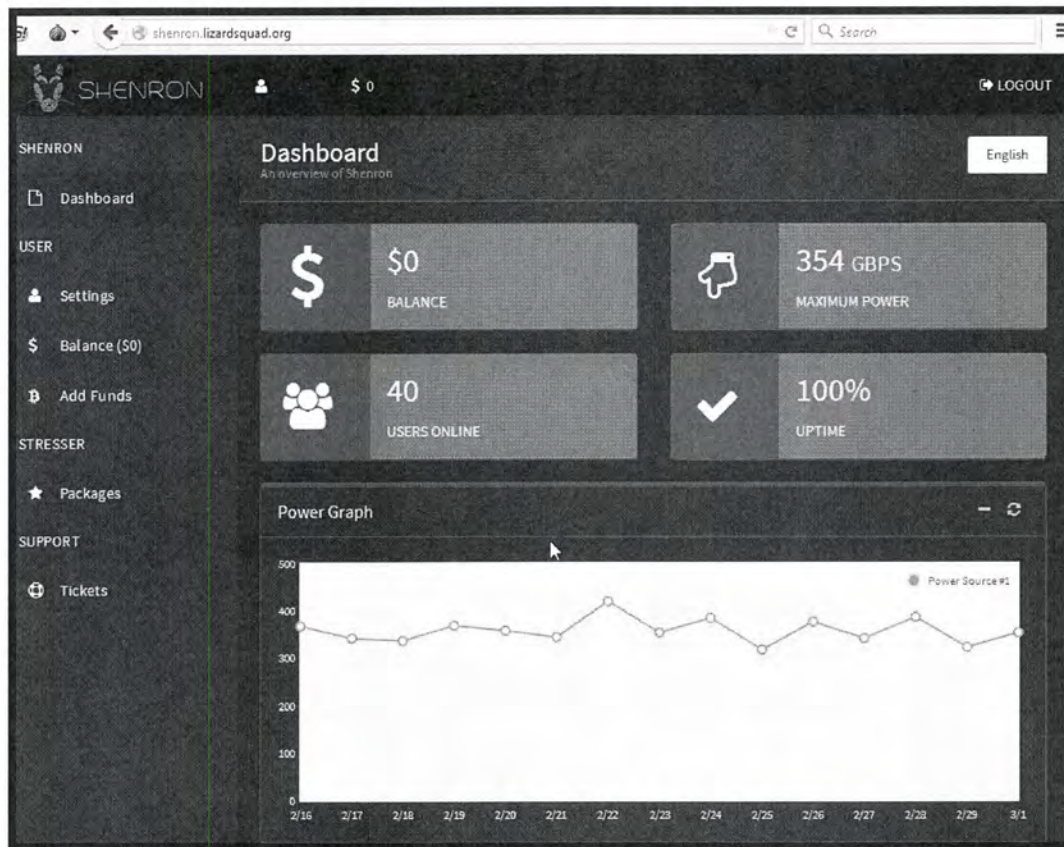 shenron.lizardsquad.org
Search
SHENRON
$ 0
LOGOUT
SHENRON
Dashboard
USER
Settings
$ Balance ($0)
Add Funds
STRESSER
Packages
SUPPORT
Tickets
Dashboard
An overview of Shenron
English
$
$0
BALANCE
354 GBPS
MAXIMUM POWER
40
USERS ONLINE
100%
UPTIME
Power Graph
Power Source #1
500
400
300
200
100
0
2/16 2/17 2/18 2/19 2/20 2/21 2/22 2/23 2/24 2/25 2/26 2/27 2/28 2/29 3/1